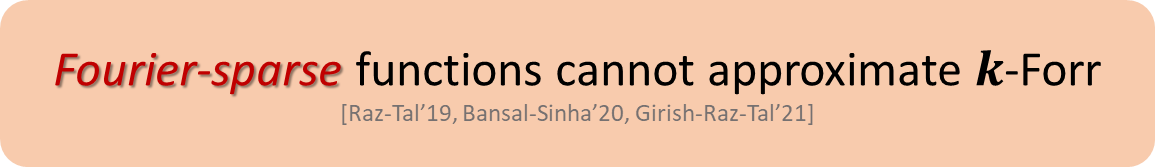 Fourier-sparse functions cannot approximate k-Forr
[Raz-Tal’19, Bansal-Sinha’20, Girish-Raz-Tal’21]